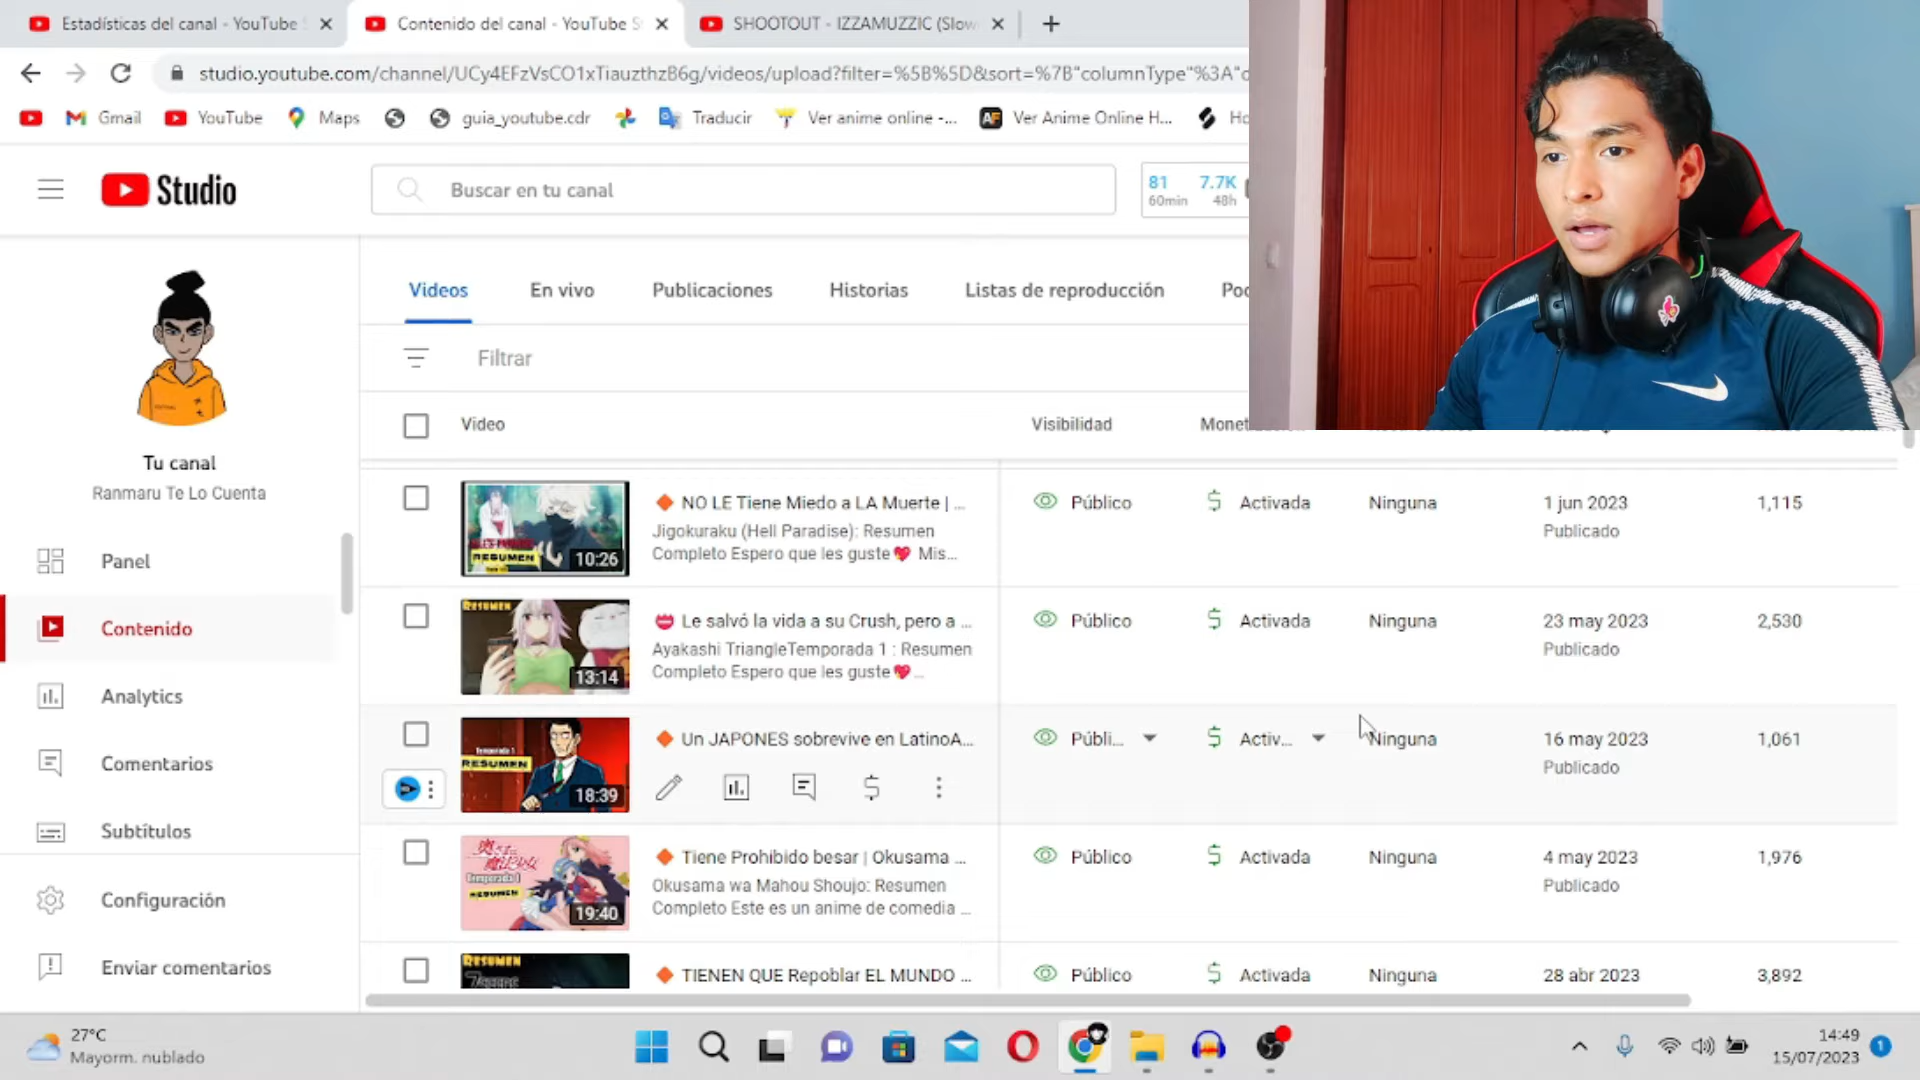 Estadísticas del canal - YouTube
Contenido del canal - YouTube S
SHOOTOUT - IZZAMUZZIC (Slow
studio.youtube.com/channel/UCy4EFzVsCO1xTiauzthzB6g/videos/upload?filter=%5B%5D&sort=%7B"columnType"%3A"
Gmail
YouTube
Maps
guia_youtube.cdr
Traducir
Ver anime online -...
Ver Anime Online H...
Studio
Buscar en tu canal
81
60min
7.7K
48h
Tu canal
Ranmaru Te Lo Cuenta
Panel
Contenido
Analytics
Comentarios
Subtítulos
Configuración
Enviar comentarios
Videos
En vivo
Publicaciones
Historias
Listas de reproducción
Filtrar
Video
Visibilidad
RESUMEN
10:26
NO LE Tiene Miedo a LA Muerte | ...
Jigokuraku (Hell Paradise): Resumen
Completo Espero que les guste💖 Mis...
Público
Activada
Ninguna
1 jun 2023
Publicado
1,115
RESUMEN
13:14
Le salvó la vida a su Crush, pero a ...
Ayakashi TriangleTemporada 1 : Resumen
Completo Espero que les guste💖...
Público
Activada
Ninguna
23 may 2023
Publicado
2,530
Temporada 1
RESUMEN
18:39
Un JAPONES sobrevive en LatinoA...
Públi...
Activ...
Ninguna
16 may 2023
Publicado
1,061
Temporada 1
RESUMEN
19:40
Tiene Prohibido besar | Okusama ...
Okusama wa Mahou Shoujo: Resumen
Completo Este es un anime de comedia ...
Público
Activada
Ninguna
4 may 2023
Publicado
1,976
RESUMEN
TIENEN QUE Repoblar EL MUNDO ...
Público
Activada
Ninguna
28 abr 2023
3,892
27°C
Mayorm. nublado
14:49
15/07/2023
1